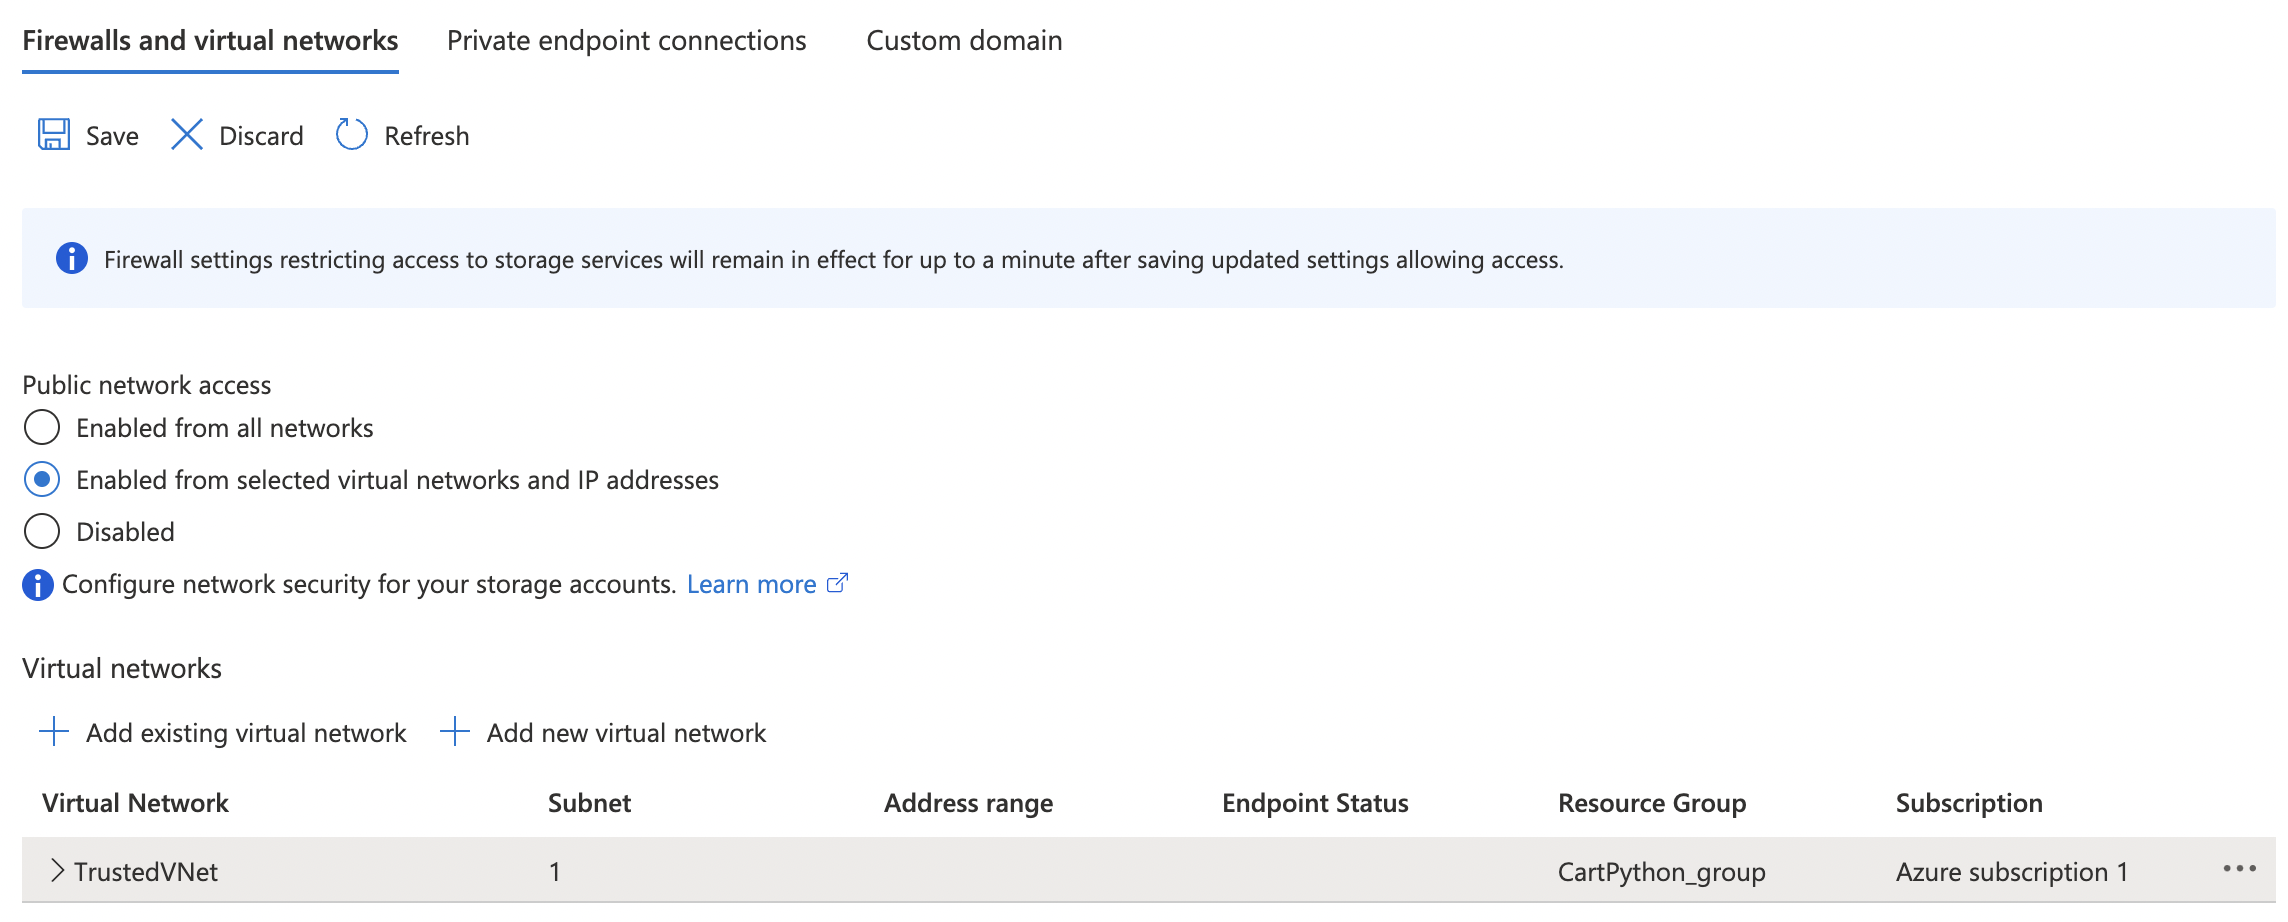 Firewalls and virtual networks Private endpoint connections Custom domain
Save Discard Refresh
Firewall settings restricting access to storage services will remain in effect for up to a minute after saving updated settings allowing access.
Public network access
Enabled from all networks
Enabled from selected virtual networks and IP addresses
Disabled
Configure network security for your storage accounts. Learn more
Virtual networks
Add existing virtual network Add new virtual network
Virtual Network Subnet Address range Endpoint Status Resource Group Subscription
TrustedVNet 1 CartPython_group Azure subscription 1